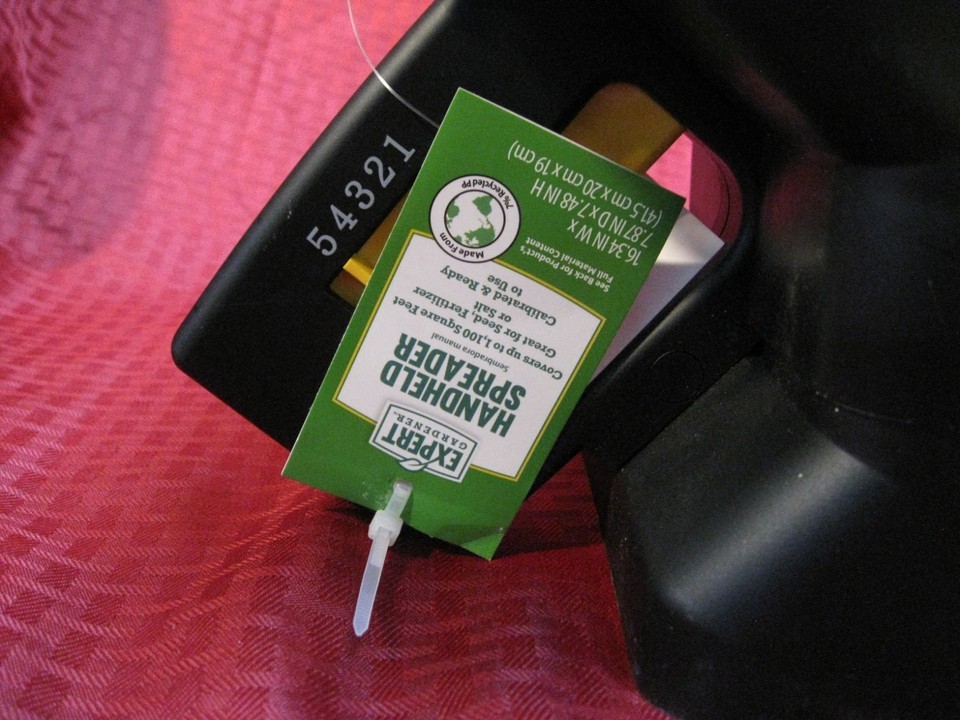 54321
EXPERT
GARDENER™
HANDHELD
SPREADER
Sembradora manual
Covers up to 1,100 Square Feet
Great for Seed, Fertilizer
or Salt
Calibrated & Ready
to Use
Made From
7% Recycled PP
See Back for Product's
Full Material Content
16.34 IN W x
7.87 IN D x 7.48 IN H
(41.5 cm x 20 cm x 19 cm)